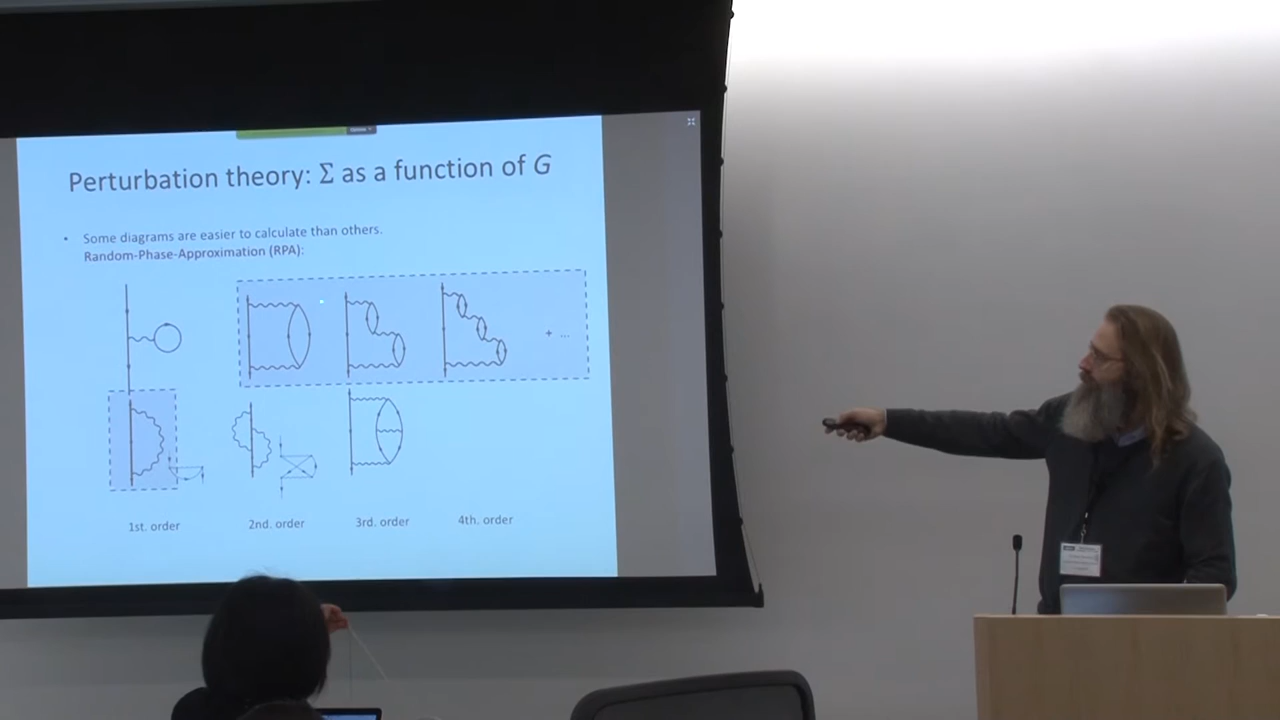 Perturbation theory: Σ as a function of G
• Some diagrams are easier to calculate than others.
Random-Phase-Approximation (RPA):
+ ...
1st. order
2nd. order
3rd. order
4th. order